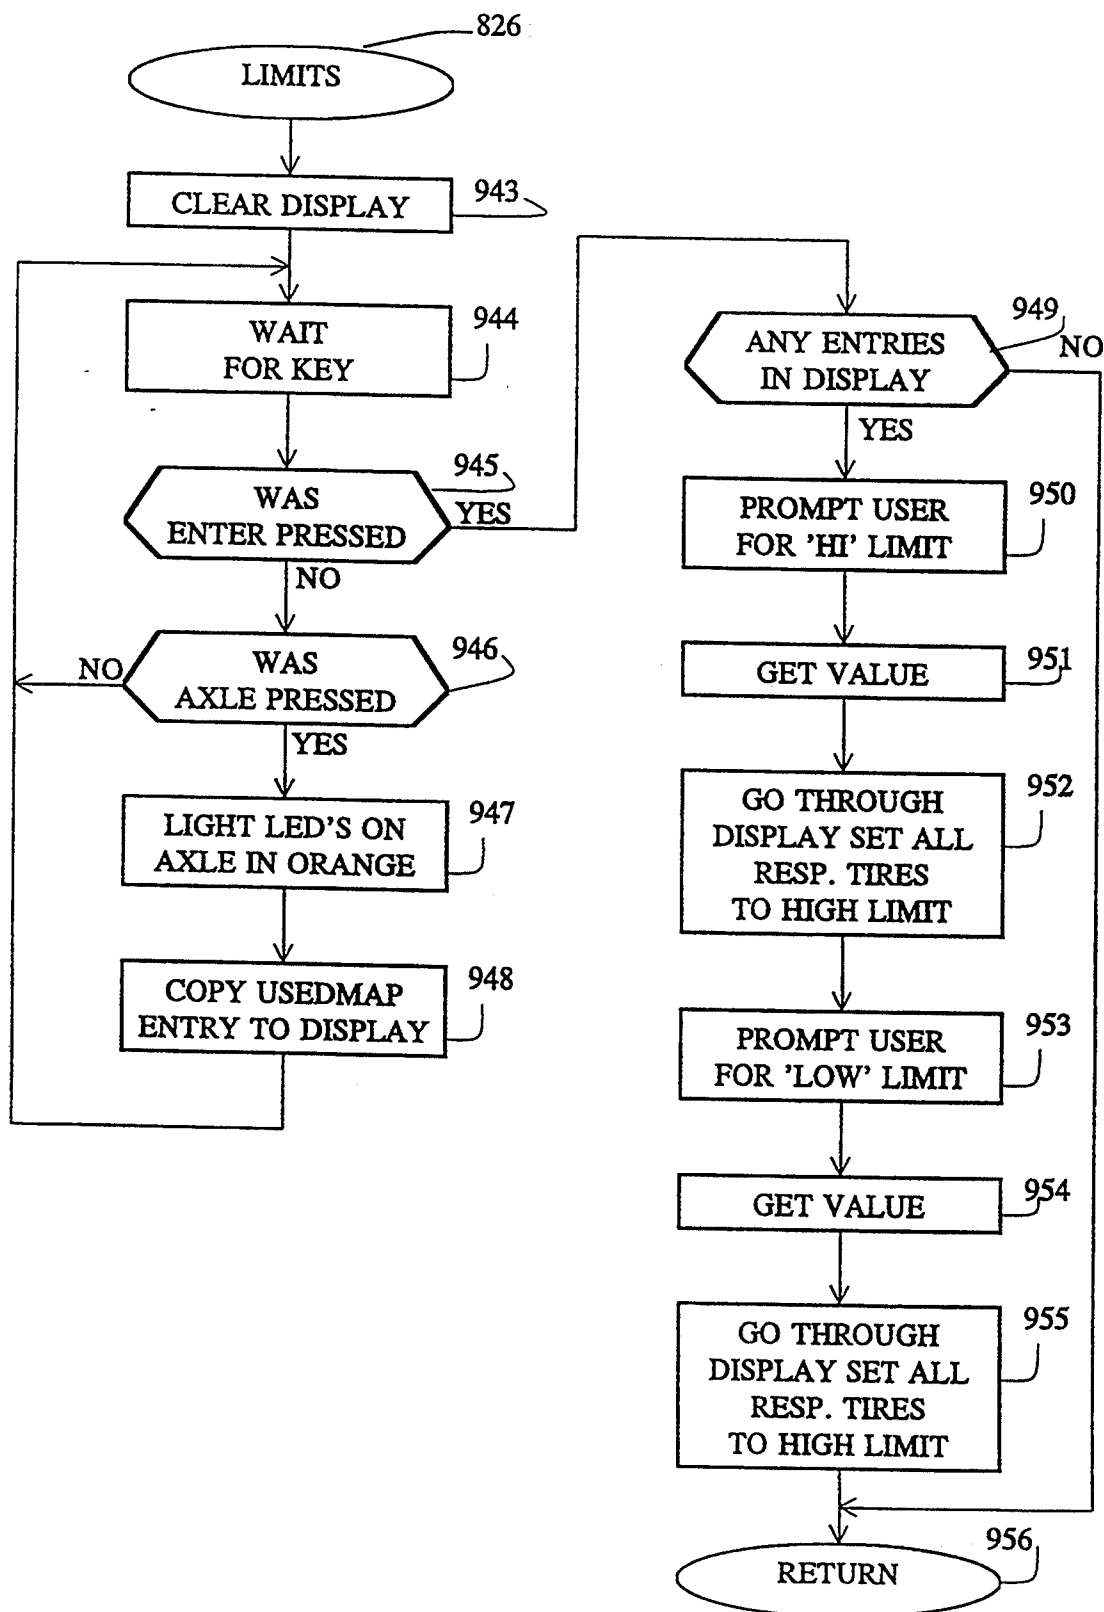 826
LIMITS
943
CLEAR DISPLAY
944
WAIT
FOR KEY
945
WAS
ENTER PRESSED
YES
NO
946
WAS
AXLE PRESSED
NO
YES
947
LIGHT LED'S ON
AXLE IN ORANGE
948
COPY USEDMAP
ENTRY TO DISPLAY
949
ANY ENTRIES
IN DISPLAY
NO
YES
950
PROMPT USER
FOR 'HI' LIMIT
951
GET VALUE
952
GO THROUGH
DISPLAY SET ALL
RESP. TIRES
TO HIGH LIMIT
953
PROMPT USER
FOR 'LOW' LIMIT
954
GET VALUE
955
GO THROUGH
DISPLAY SET ALL
RESP. TIRES
TO HIGH LIMIT
956
RETURN